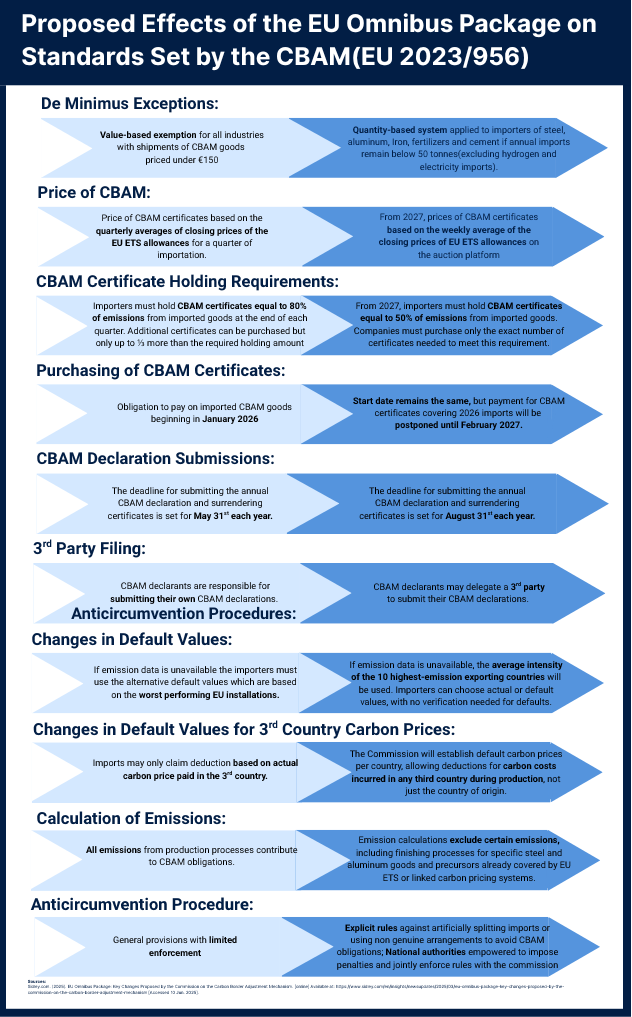 Proposed Effects of the EU Omnibus Package on
Standards Set by the CBAM(EU 2023/956)
De Minimus Exceptions:
Value-based exemption for all industries
with shipments of CBAM goods
priced under €150
Quantity-based system applied to importers of steel,
aluminum, Iron, fertilizers and cement if annual imports
remain below 50 tonnes(excluding hydrogen and
electricity imports).
Price of CBAM:
Price of CBAM certificates based on the
quarterly averages of closing prices of the
EU ETS allowances for a quarter of
importation.
From 2027, prices of CBAM certificates
based on the weekly average of the
closing prices of EU ETS allowances on
the auction platform
CBAM Certificate Holding Requirements:
Importers must hold CBAM certificates equal to 80%
of emissions from imported goods at the end of each
quarter. Additional certificates can be purchased but
only up to ⅓ more than the required holding amount
From 2027, importers must hold CBAM certificates
equal to 50% of emissions from imported goods.
Companies must purchase only the exact number of
certificates needed to meet this requirement.
Purchasing of CBAM Certificates:
Obligation to pay on imported CBAM goods
beginning in January 2026
Start date remains the same, but payment for CBAM
certificates covering 2026 imports will be
postponed until February 2027.
CBAM Declaration Submissions:
The deadline for submitting the annual
CBAM declaration and surrendering
certificates is set for May 31st each year.
The deadline for submitting the annual
CBAM declaration and surrendering
certificates is set for August 31st each year.
3rd Party Filing:
CBAM declarants are responsible for
submitting their own CBAM declarations.
CBAM declarants may delegate a 3rd party
to submit their CBAM declarations.
Anticircumvention Procedures:
Changes in Default Values:
If emission data is unavailable the importers must
use the alternative default values which are based
on the worst performing EU installations.
If emission data is unavailable, the average intensity
of the 10 highest-emission exporting countries will
be used. Importers can choose actual or default
values, with no verification needed for defaults.
Changes in Default Values for 3rd Country Carbon Prices:
Imports may only claim deduction based on actual
carbon price paid in the 3rd country.
The Commission will establish default carbon prices
per country, allowing deductions for carbon costs
incurred in any third country during production, not
just the country of origin.
Calculation of Emissions:
All emissions from production processes contribute
to CBAM obligations.
Emission calculations exclude certain emissions,
including finishing processes for specific steel and
aluminum goods and precursors already covered by EU
ETS or linked carbon pricing systems.
Anticircumvention Procedure:
General provisions with limited
enforcement
Explicit rules against artificially splitting imports or
using non genuine arrangements to avoid CBAM
obligations; National authorities empowered to impose
penalties and jointly enforce rules with the commission
Sources:
Sidley.com. (2025). EU Omnibus Package: Key Changes Proposed by the Commission on the Carbon Border Adjustment Mechanism. [online] Available at: https://www.sidley.com/en/insights/newsupdates/2025/03/eu-omnibus-package-key-changes-proposed-by-the-
commission-on-the-carbon-border-adjustment-mechanism [Accessed